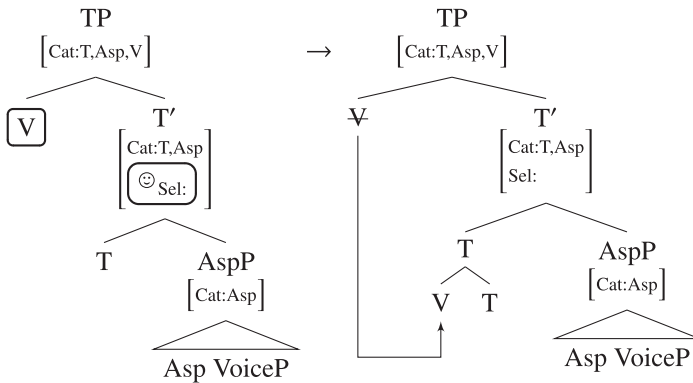 TP
[Cat:T,Asp,V]
V
T′
Cat:T,Asp
☺ Sel:
T
AspP
[Cat:Asp]
Asp VoiceP
→
TP
[Cat:T,Asp,V]
V
T′
Cat:T,Asp
Sel:
T
AspP
[Cat:Asp]
V T
Asp VoiceP